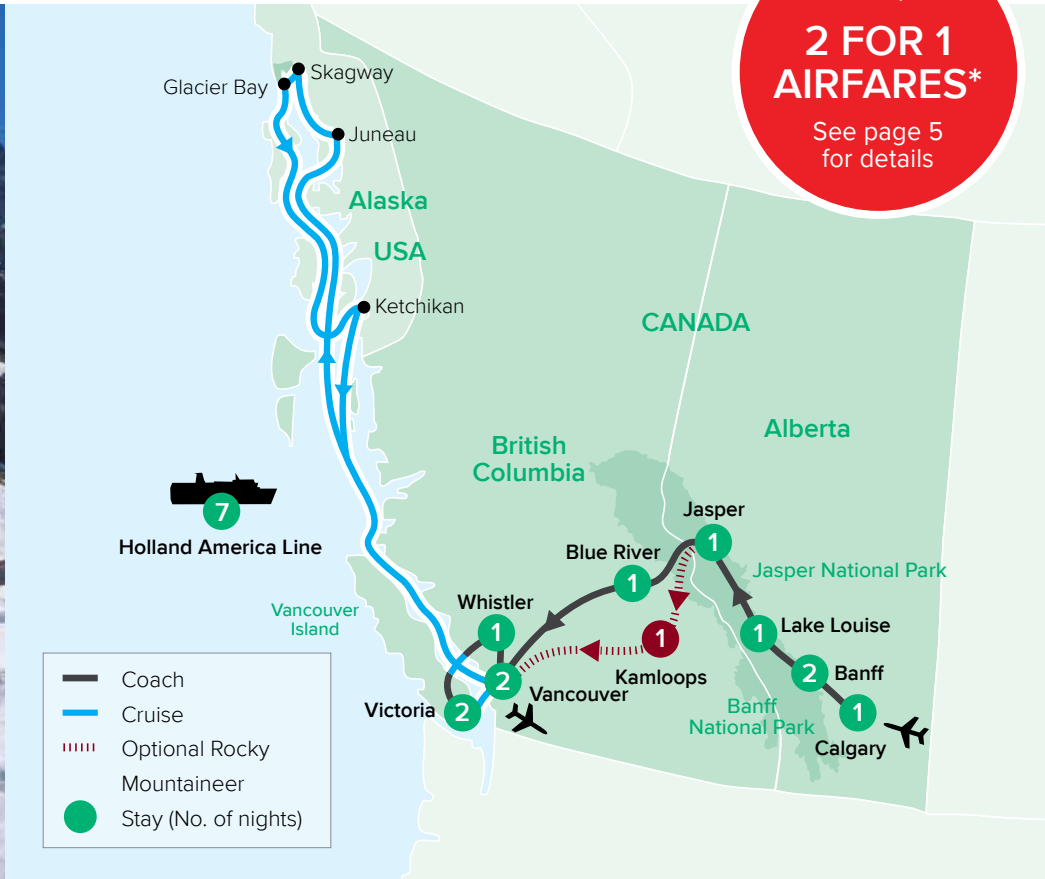 2 FOR 1
AIRFARES*
See page 5
for details
Skagway
Glacier Bay
Juneau
Alaska
USA
Ketchikan
CANADA
Alberta
British
Columbia
7
Holland America Line
Jasper
1
Blue River
1
Jasper National Park
Vancouver
Island
Whistler
1
1
Kamloops
1
Lake Louise
2
Banff
2
Vancouver
Victoria
2
Banff
National Park
1
Calgary
Coach
Cruise
Optional Rocky
Mountaineer
Stay (No. of nights)